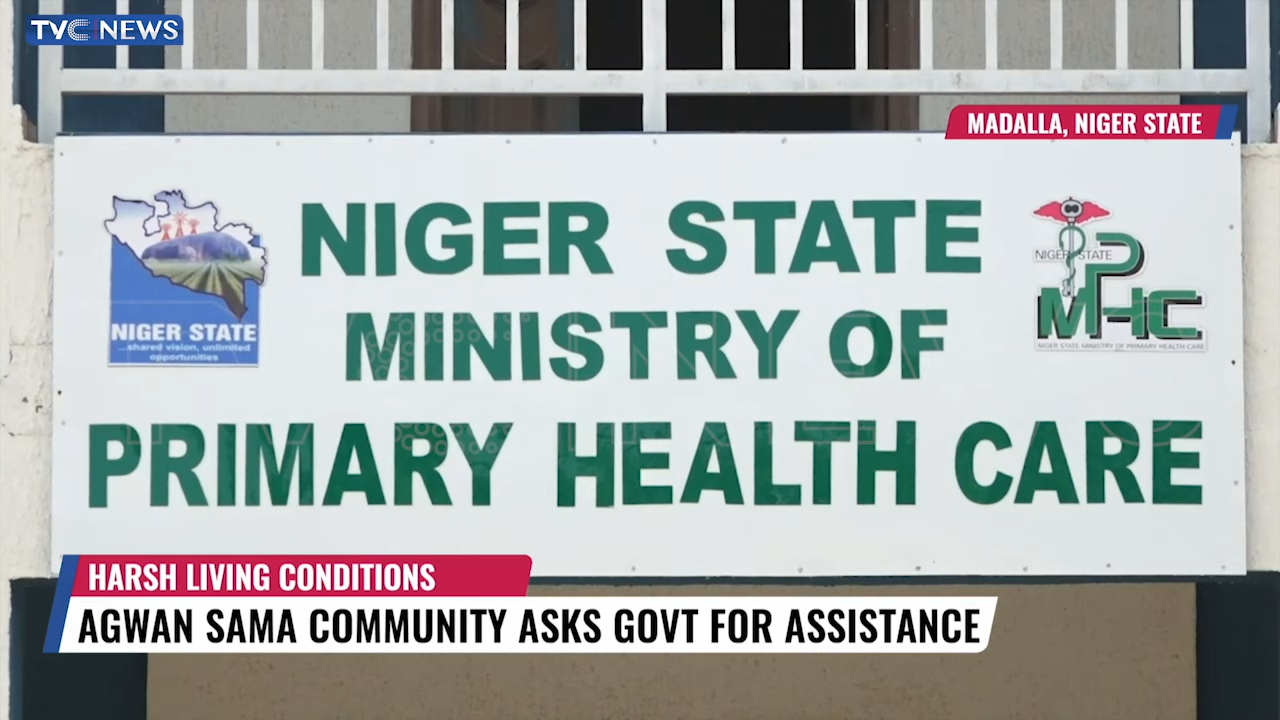 TVC NEWS
MADALLA, NIGER STATE
NIGER STATE
MINISTRY OF
PRIMARY HEALTH CARE
NIGER STATE
...shared vision, unlimited
opportunities
NIGER STATE
PHC
NIGER STATE MINISTRY OF PRIMARY HEALTH CARE
HARSH LIVING CONDITIONS
AGWAN SAMA COMMUNITY ASKS GOVT FOR ASSISTANCE